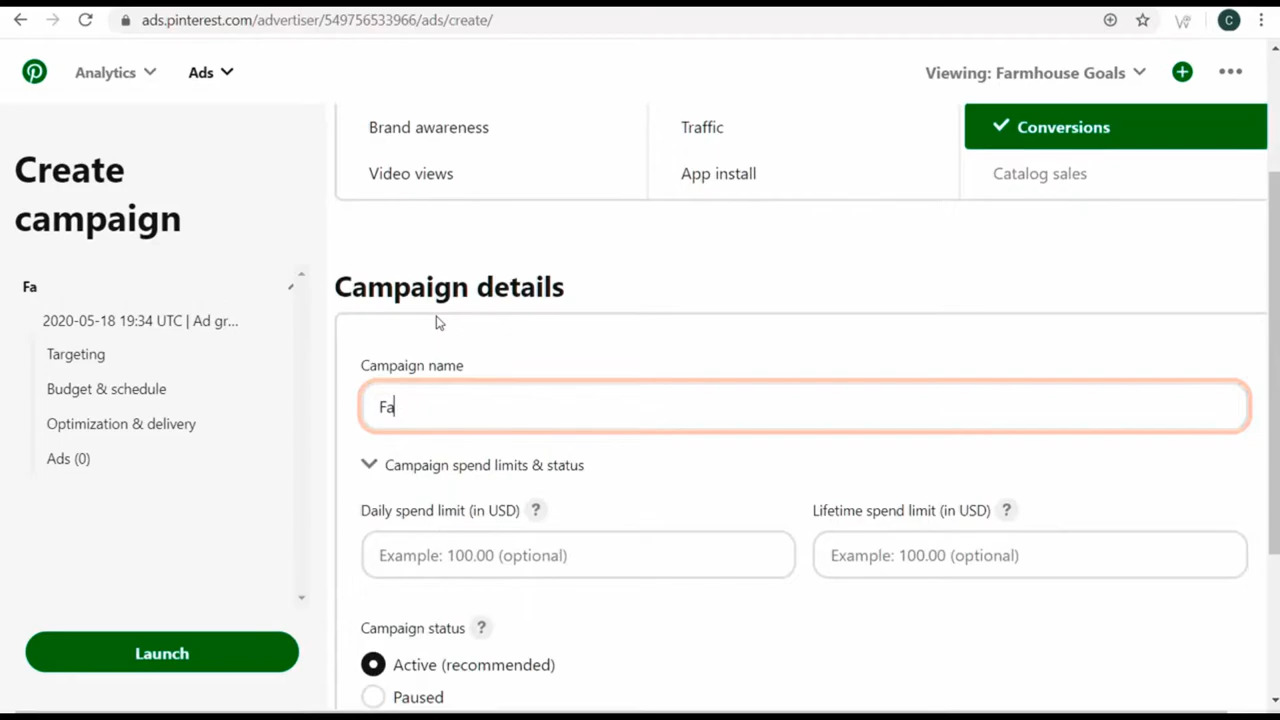 ads.pinterest.com/advertiser/549756533966/ads/create/
C
Analytics
Ads
Viewing: Farmhouse Goals
Create
campaign
Fa
2020-05-18 19:34 UTC | Ad gr...
Targeting
Budget & schedule
Optimization & delivery
Ads (0)
Launch
Brand awareness
Traffic
Conversions
Video views
App install
Catalog sales
Campaign details
Campaign name
Fa
Campaign spend limits & status
Daily spend limit (in USD) ?
Lifetime spend limit (in USD) ?
Example: 100.00 (optional)
Example: 100.00 (optional)
Campaign status ?
Active (recommended)
Paused